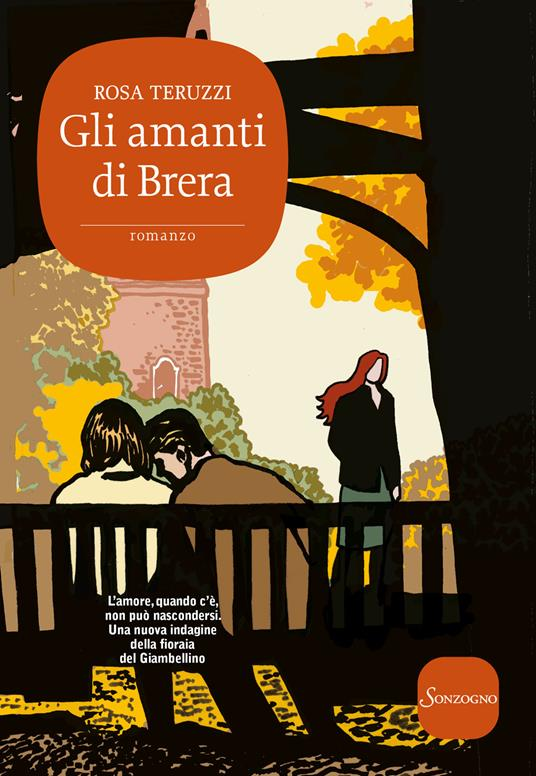 ROSA TERUZZI
Gli amanti
di Brera
romanzo
L'amore, quando c'è,
non può nascondersi.
Una nuova indagine
della fioraia
del Giambellino
SONZOGNO